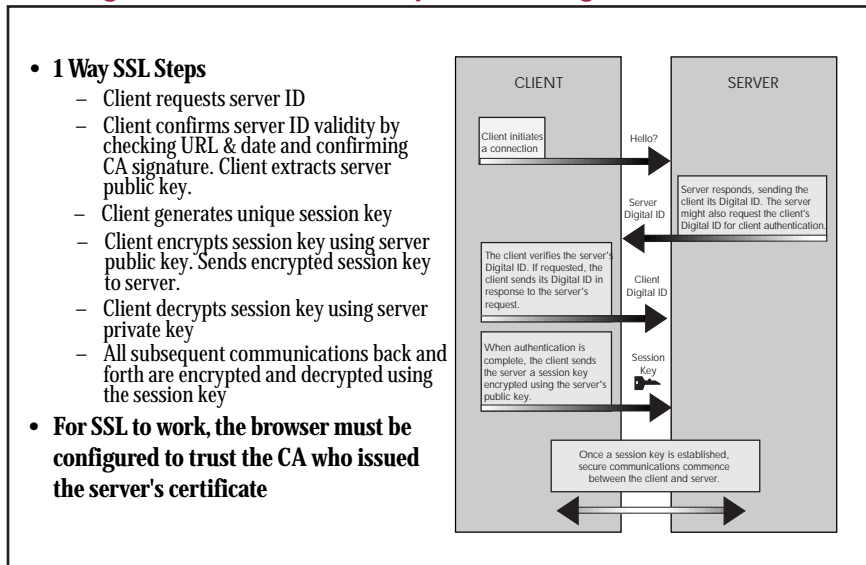 • 1 Way SSL Steps
– Client requests server ID
– Client confirms server ID validity by
checking URL & date and confirming
CA signature. Client extracts server
public key.
– Client generates unique session key
– Client encrypts session key using server
public key. Sends encrypted session key
to server.
– Client decrypts session key using server
private key
– All subsequent communications back and
forth are encrypted and decrypted using
the session key
• For SSL to work, the browser must be
configured to trust the CA who issued
the server's certificate
CLIENT
SERVER
Client initiates
a connection
Hello?
Server responds, sending the
client its Digital ID. The server
might also request the client's
Digital ID for client authentication.
Server
Digital ID
The client verifies the server's
Digital ID. If requested, the
client sends its Digital ID in
response to the server's
request.
Client
Digital ID
When authentication is
complete, the client sends
the server a session key
encrypted using the server's
public key.
Session
Key
Once a session key is established,
secure communications commence
between the client and server.